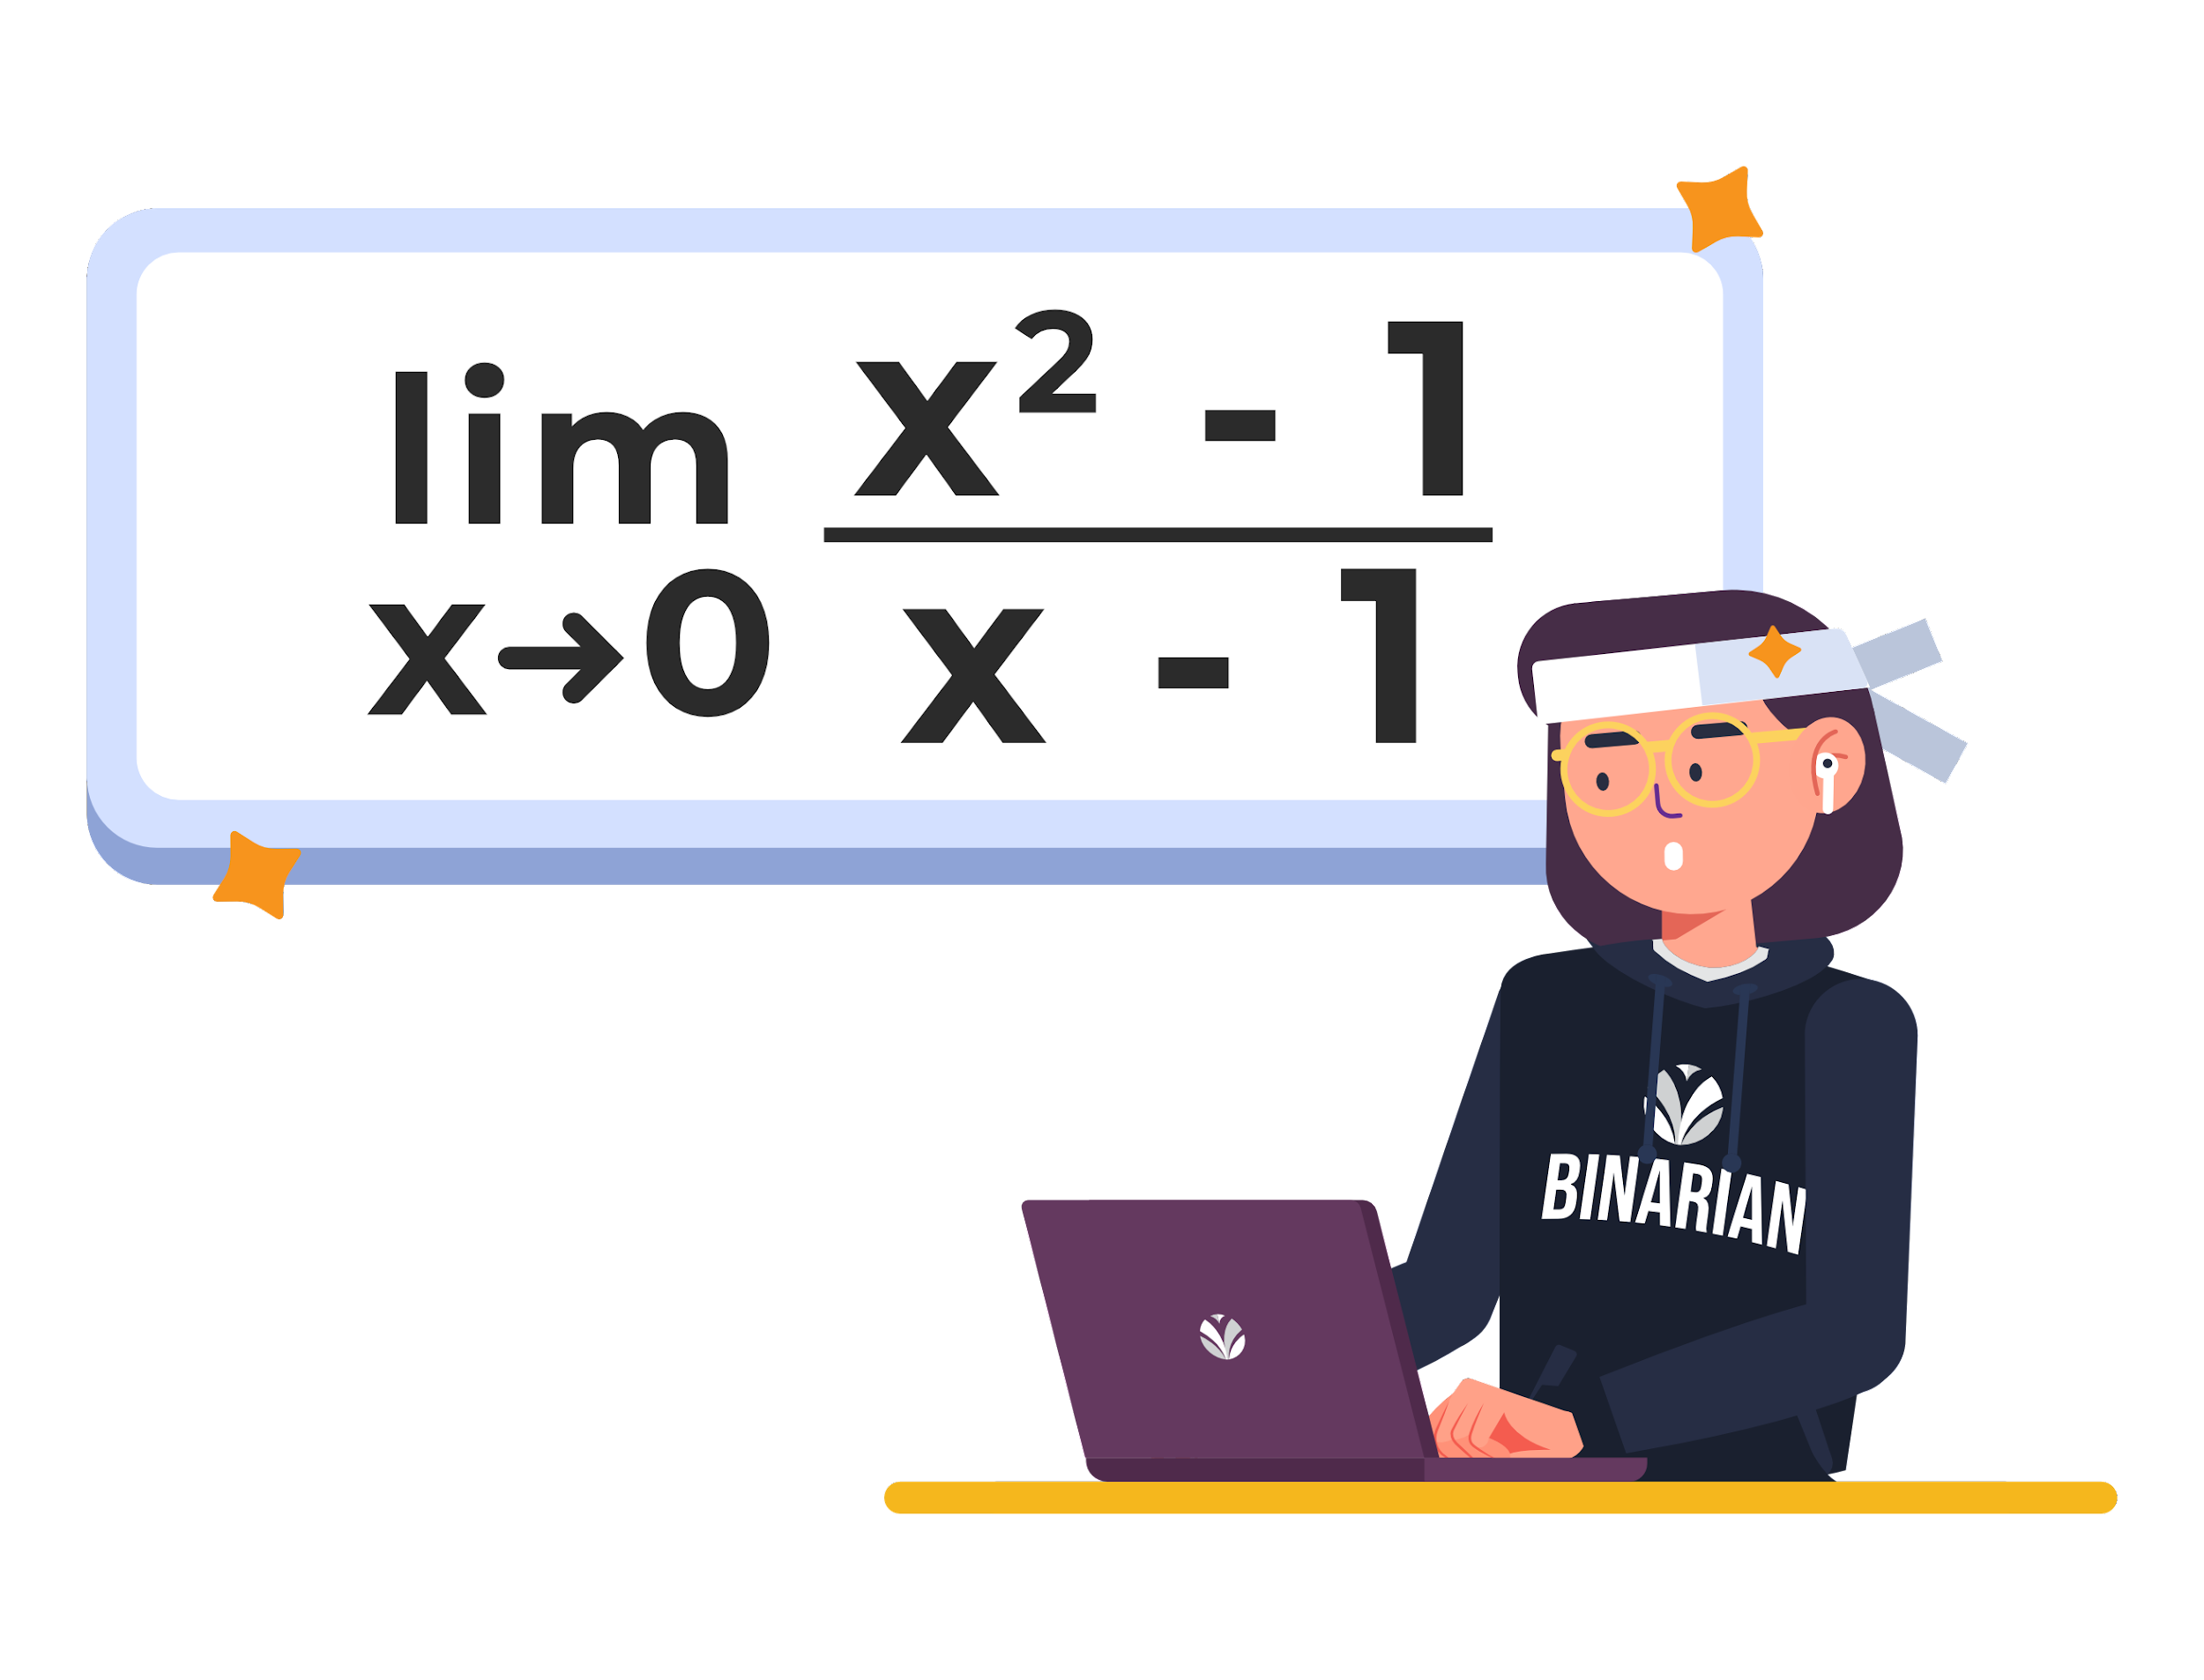 lim x² - 1
x→0 x - 1
BINARIAN